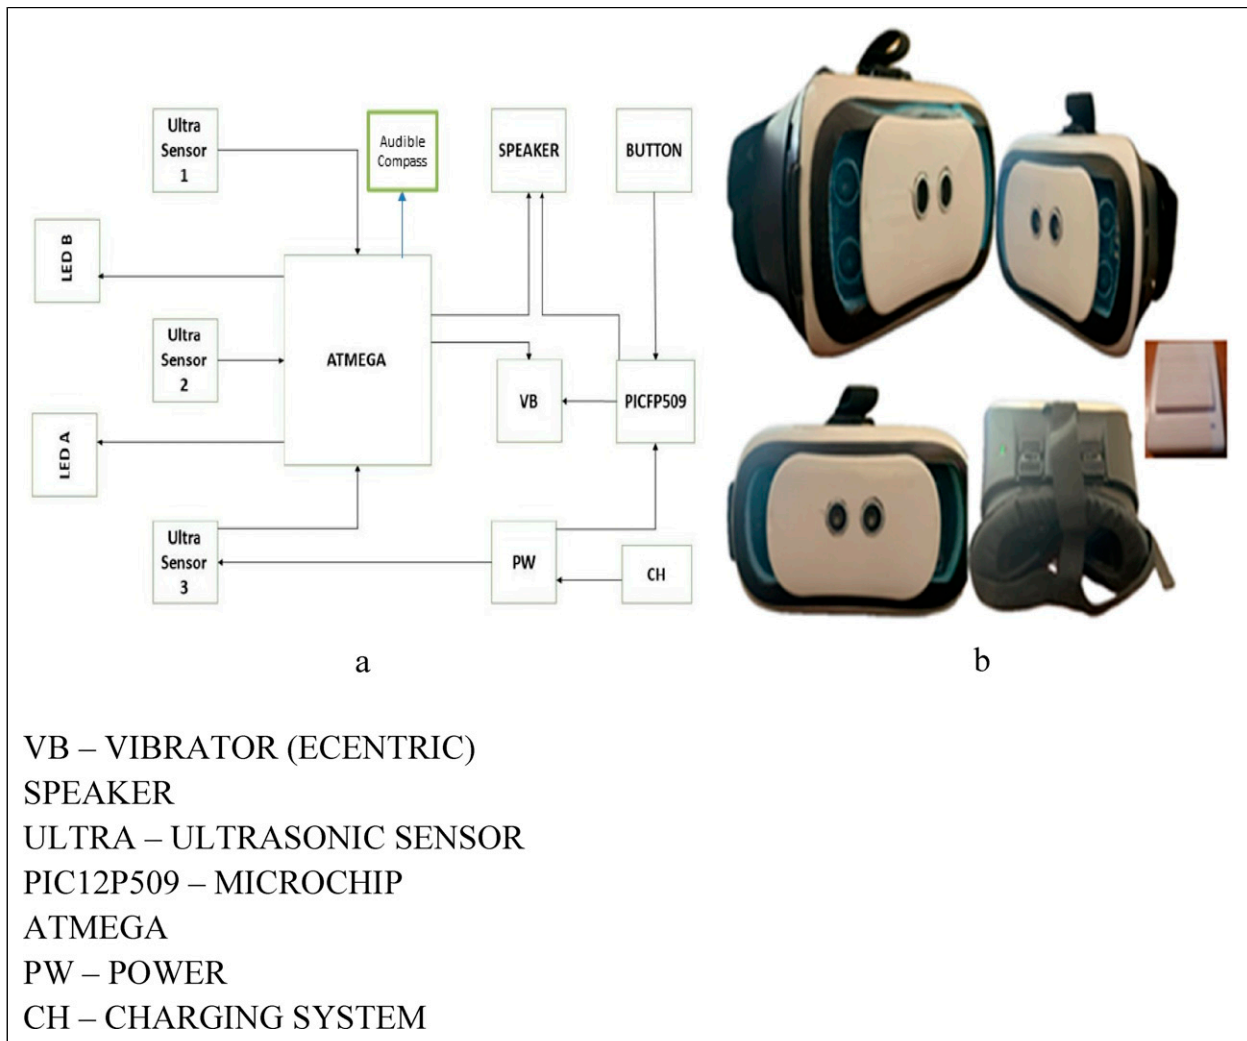 Ultra
Sensor
1
Audible
Compass
SPEAKER
BUTTON
LED B
Ultra
Sensor
2
ATMEGA
VB
PICFP509
LED A
Ultra
Sensor
3
PW
CH
a
b
VB – VIBRATOR (ECENTRIC)
SPEAKER
ULTRA – ULTRASONIC SENSOR
PIC12P509 – MICROCHIP
ATMEGA
PW – POWER
CH – CHARGING SYSTEM